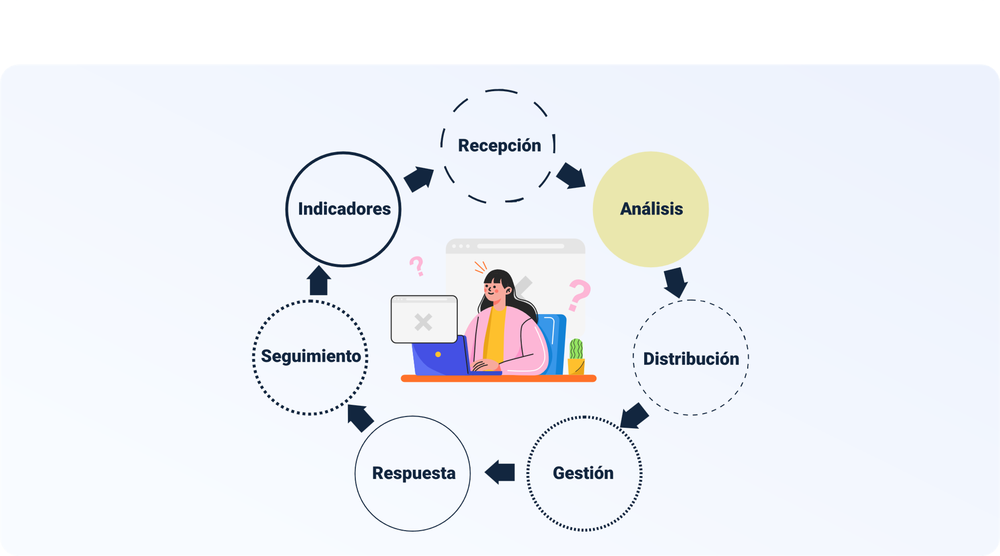 Recepción
Indicadores
Análisis
?
?
Seguimiento
Distribución
Respuesta
Gestión